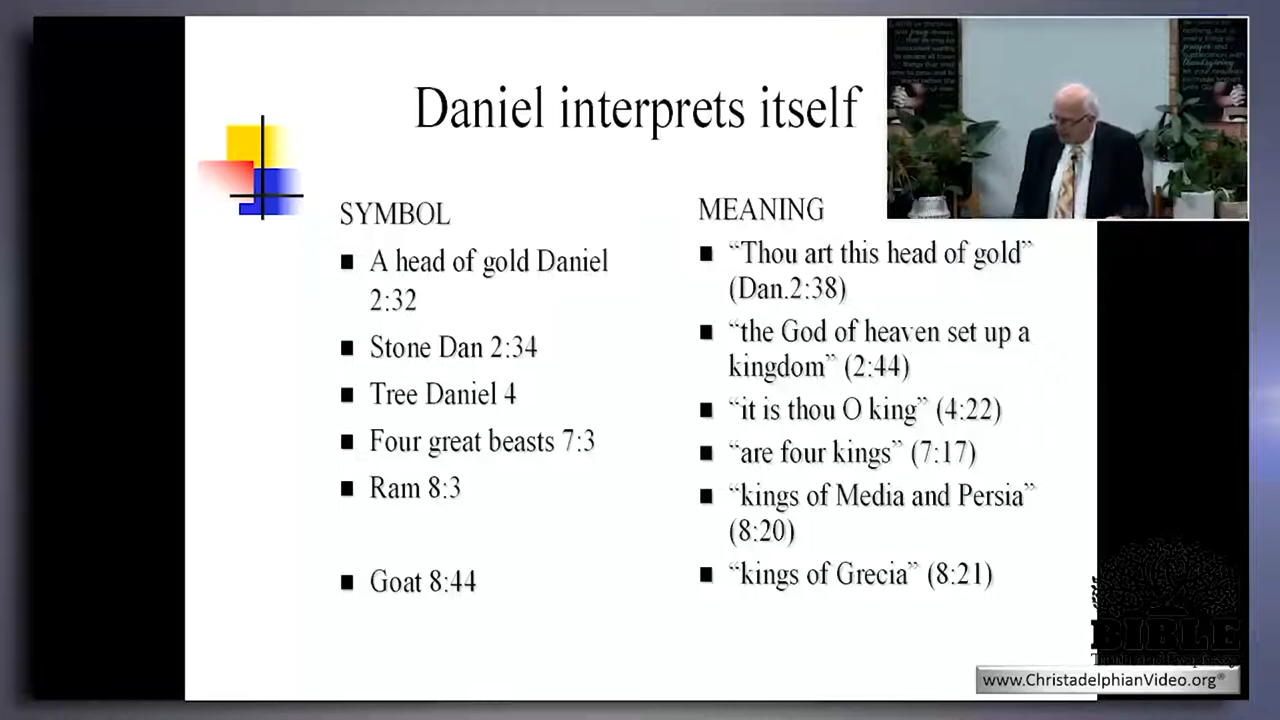 Daniel interprets itself
SYMBOL
A head of gold Daniel
2:32
Stone Dan 2:34
Tree Daniel 4
Four great beasts 7:3
Ram 8:3
Goat 8:44
MEANING
“Thou art this head of gold”
(Dan.2:38)
“the God of heaven set up a
kingdom” (2:44)
“it is thou O king” (4:22)
“are four kings” (7:17)
“kings of Media and Persia”
(8:20)
“kings of Grecia” (8:21)
BIBLE
Truth and Prophecy
www.ChristadelphianVideo.org®